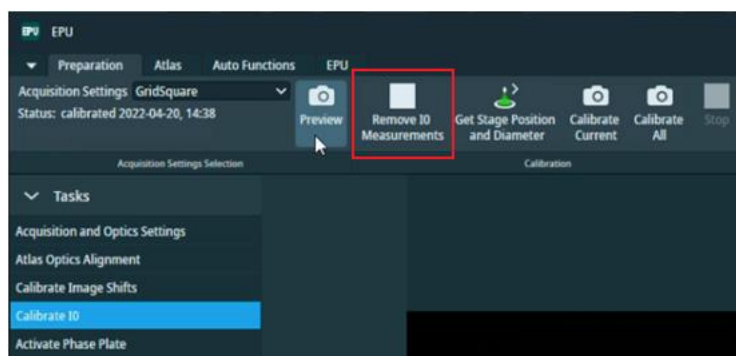 EPU EPU
Preparation Atlas Auto Functions EPU
Acquisition Settings GridSquare
Status: calibrated 2022-04-20, 14:38
Preview
Remove I0
Measurements
Get Stage Position
and Diameter
Calibrate
Current
Calibrate
All
Stop
Acquisition Settings Selection
Calibration
Tasks
Acquisition and Optics Settings
Atlas Optics Alignment
Calibrate Image Shifts
Calibrate I0
Activate Phase Plate